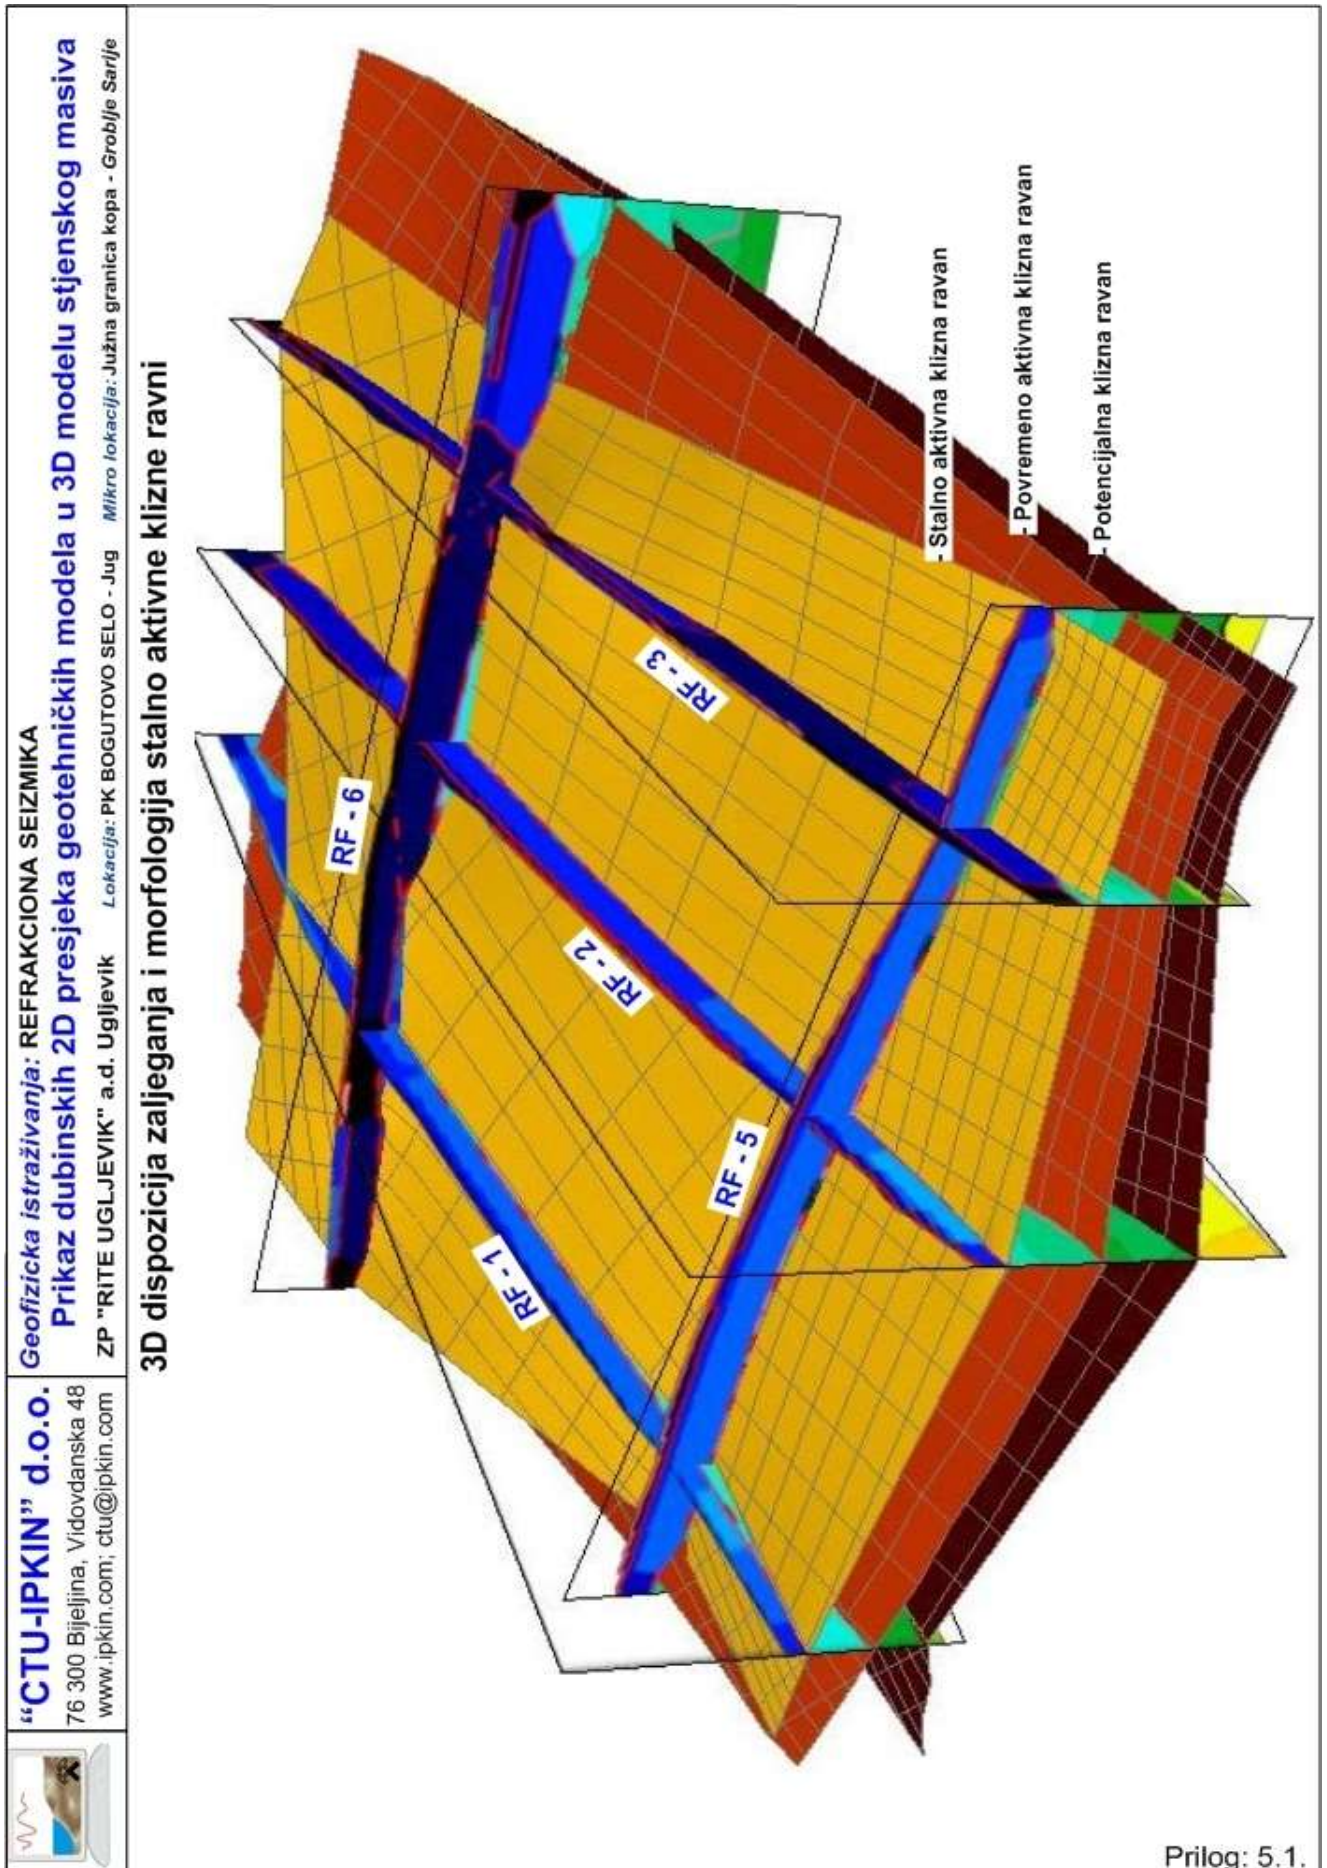 “CTU-IPKIN” d.o.o.
76 300 Bijeljina, Vidovdanska 48
www.ipkin.com; ctu@ipkin.com
Geofizicka istraživanja: REFRAKCIONA SEIZMIKA
Prikaz dubinskih 2D presjeka geotehničkih modela u 3D modelu stjenskog masiva
ZP "RiTE UGLJEVIK" a.d. Ugljevik Lokacija: PK BOGUTOVO SELO - Jug Mikro lokacija: Južna granica kopa - Groblje Sarije
3D dispozicija zaljeganja i morfologija stalno aktivne klizne ravni
RF - 6
RF - 1
RF - 2
RF - 3
RF - 5
- Stalno aktivna klizna ravan
- Povremeno aktivna klizna ravan
- Potencijalna klizna ravan
Prilog: 5.1.